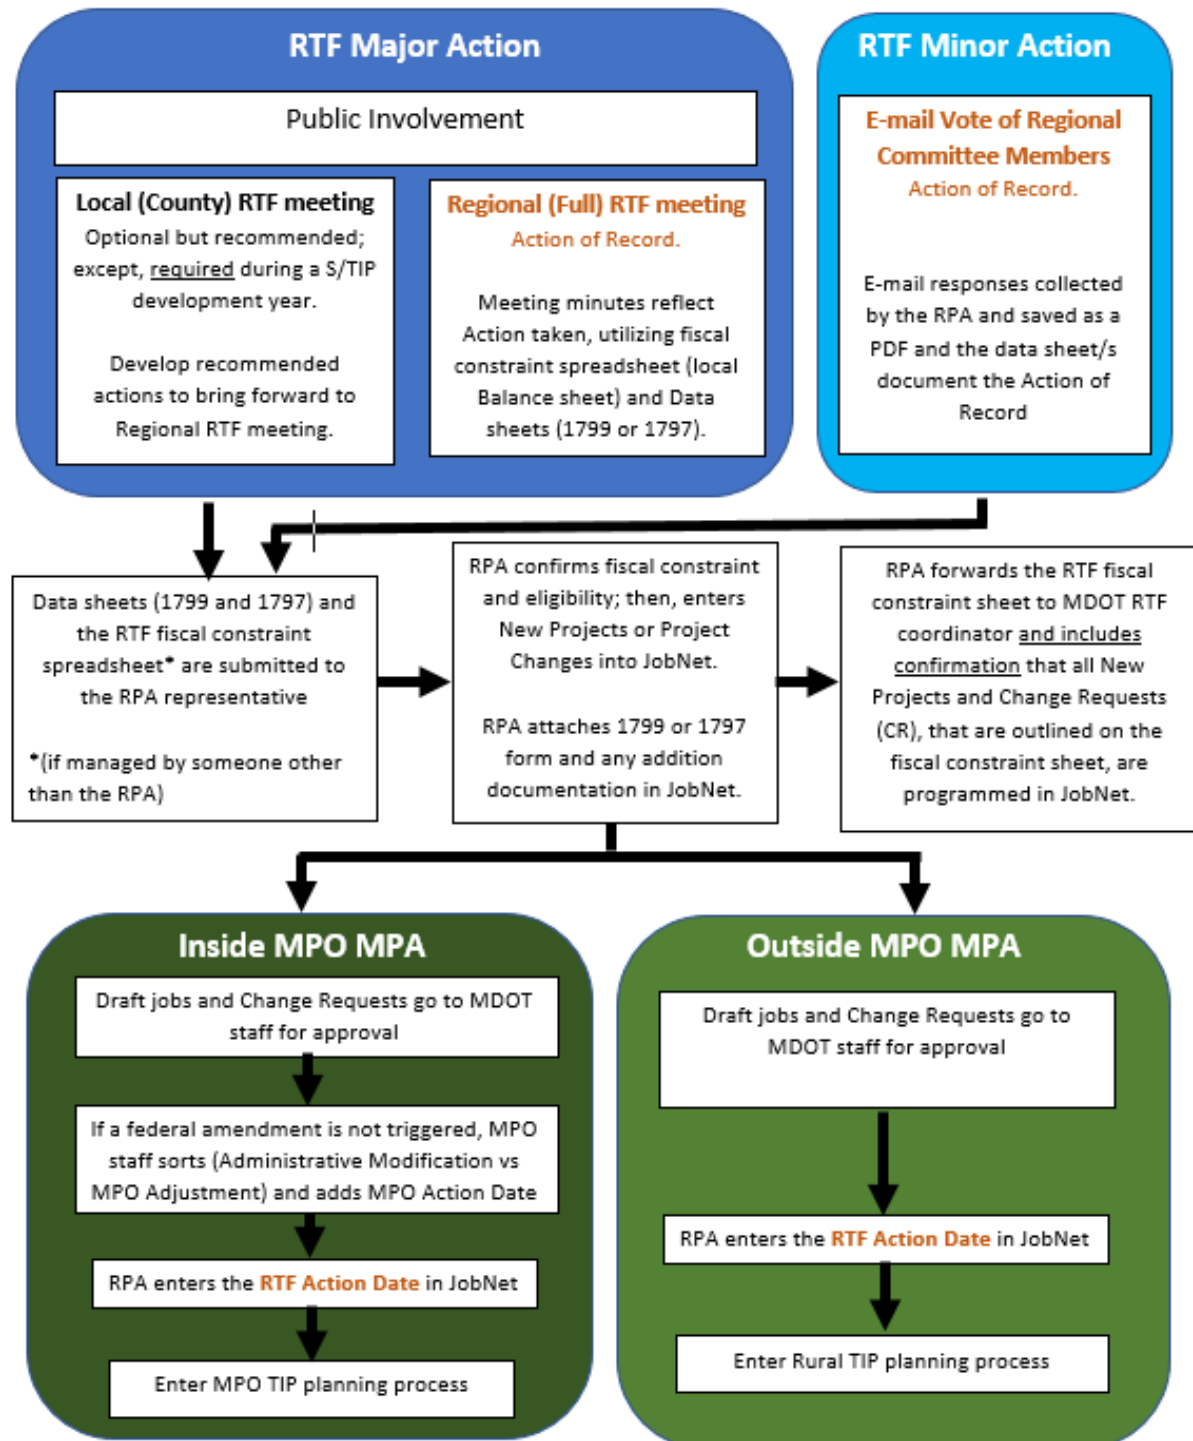 RTF Major Action
Public Involvement
Local (County) RTF meeting
Optional but recommended;
except, required during a S/TIP
development year.
Develop recommended
actions to bring forward to
Regional RTF meeting.
Regional (Full) RTF meeting
Action of Record.
Meeting minutes reflect
Action taken, utilizing fiscal
constraint spreadsheet (local
Balance sheet) and Data
sheets (1799 or 1797).
RTF Minor Action
E-mail Vote of Regional
Committee Members
Action of Record.
E-mail responses collected
by the RPA and saved as a
PDF and the data sheet/s
document the Action of
Record
Data sheets (1799 and 1797) and
the RTF fiscal constraint
spreadsheet* are submitted to
the RPA representative
*(if managed by someone other
than the RPA)
RPA confirms fiscal constraint
and eligibility; then, enters
New Projects or Project
Changes into JobNet.
RPA attaches 1799 or 1797
form and any addition
documentation in JobNet.
RPA forwards the RTF fiscal
constraint sheet to MDOT RTF
coordinator and includes
confirmation that all New
Projects and Change Requests
(CR), that are outlined on the
fiscal constraint sheet, are
programmed in JobNet.
Inside MPO MPA
Draft jobs and Change Requests go to MDOT
staff for approval
If a federal amendment is not triggered, MPO
staff sorts (Administrative Modification vs
MPO Adjustment) and adds MPO Action Date
RPA enters the RTF Action Date in JobNet
Enter MPO TIP planning process
Outside MPO MPA
Draft jobs and Change Requests go to
MDOT staff for approval
RPA enters the RTF Action Date in JobNet
Enter Rural TIP planning process